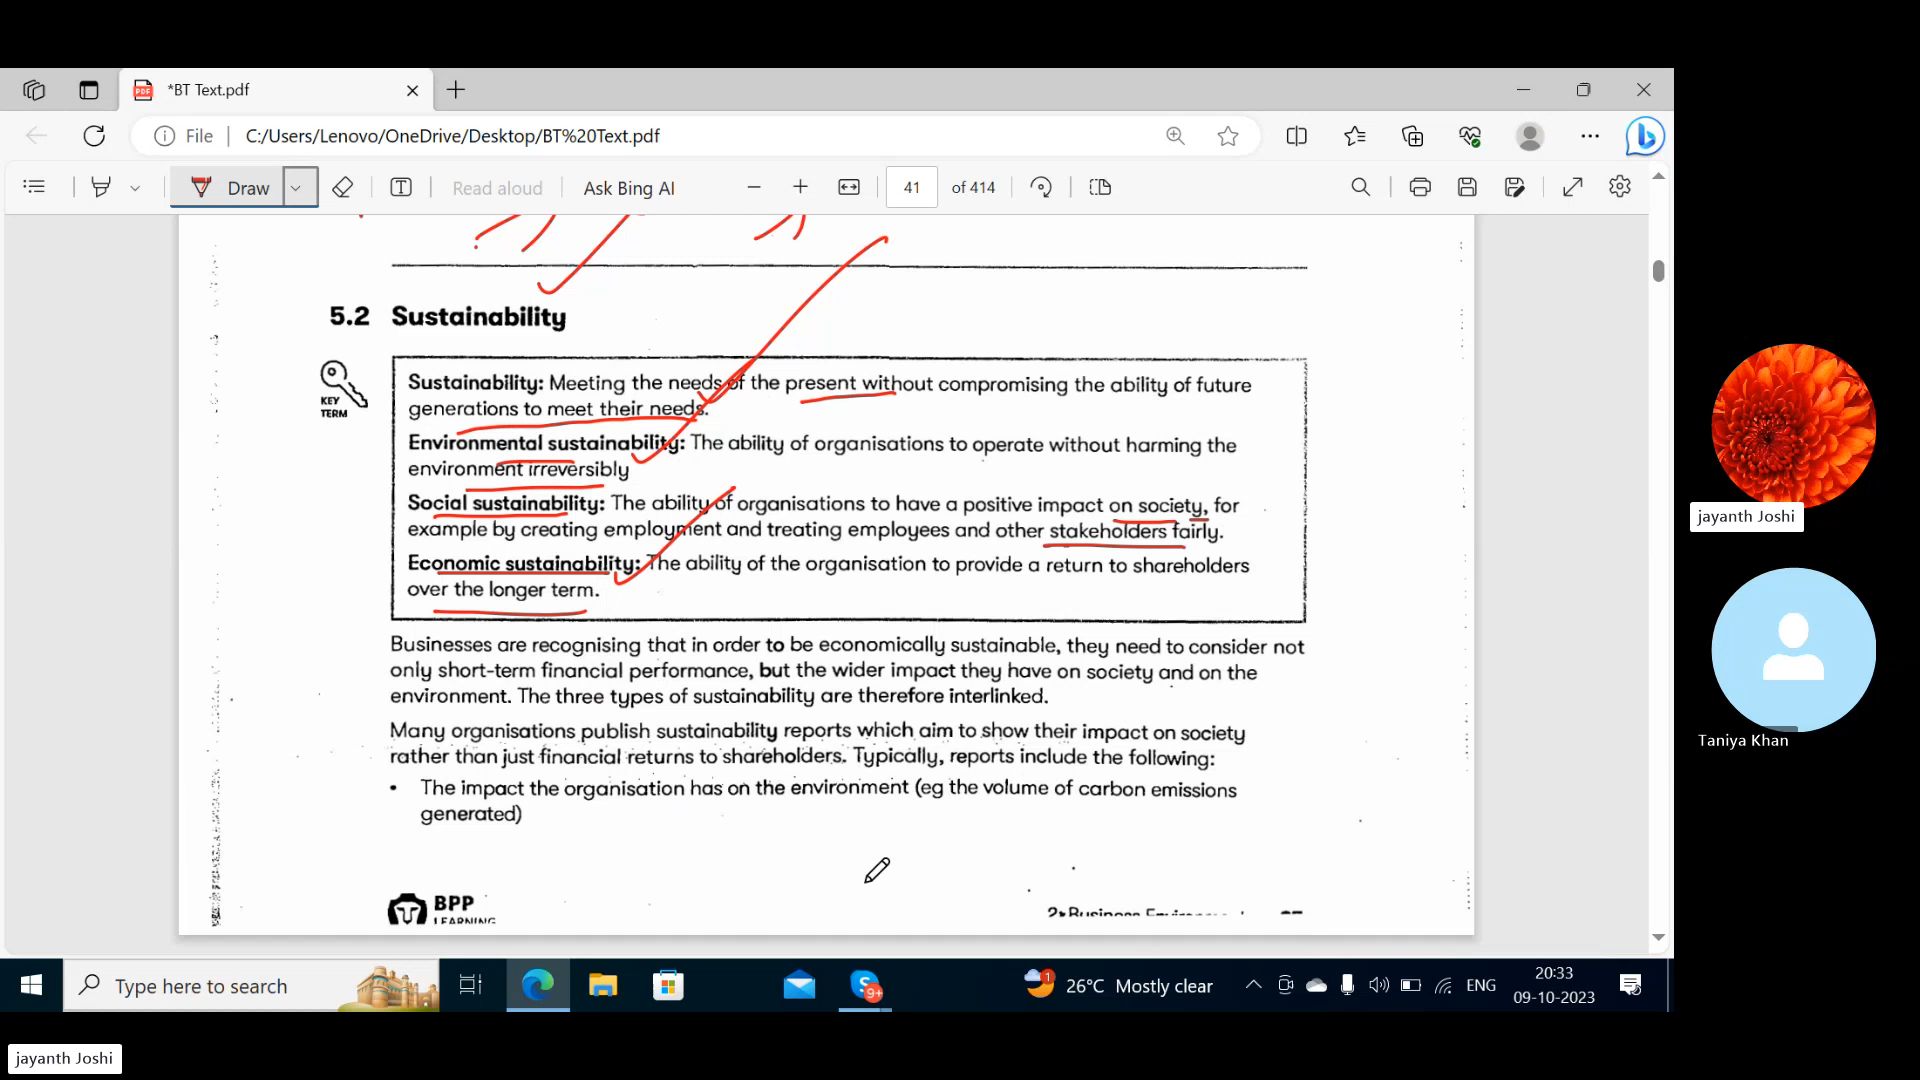 *BT Text.pdf
File
C:/Users/Lenovo/OneDrive/Desktop/BT%20Text.pdf
Draw
Read aloud
Ask Bing AI
41
of 414
5.2 Sustainability
KEY
TERM
Sustainability: Meeting the needs of the present without compromising the ability of future
generations to meet their needs.
Environmental sustainability: The ability of organisations to operate without harming the
environment irreversibly
Social sustainability: The ability of organisations to have a positive impact on society, for
example by creating employment and treating employees and other stakeholders fairly.
Economic sustainability: The ability of the organisation to provide a return to shareholders
over the longer term.
Businesses are recognising that in order to be economically sustainable, they need to consider not
only short-term financial performance, but the wider impact they have on society and on the
environment. The three types of sustainability are therefore interlinked.
Many organisations publish sustainability reports which aim to show their impact on society
rather than just financial returns to shareholders. Typically, reports include the following:
• The impact the organisation has on the environment (eg the volume of carbon emissions
generated)
BPP
LEARNING
jayanth Joshi
Taniya Khan
Type here to search
9+
1
26°C Mostly clear
ENG
20:33
09-10-2023
jayanth Joshi